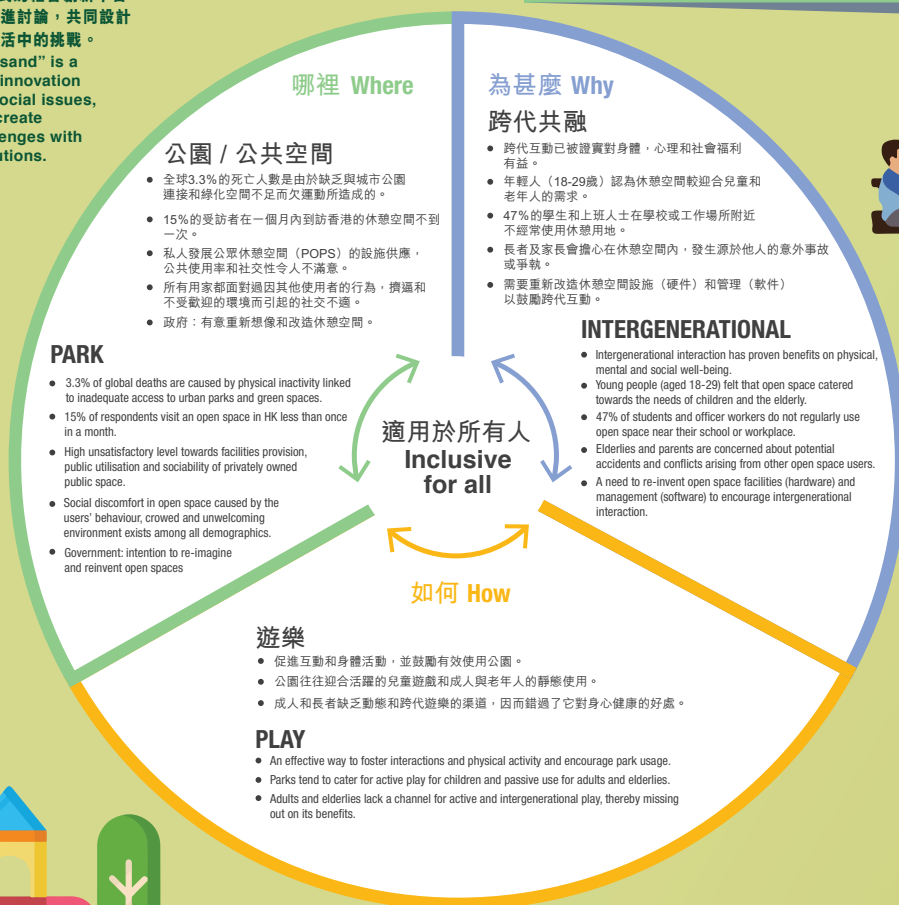 進討論，共同設計
活中的挑戰。
sand” is a
innovation
ocial issues,
create
enges with
utions.
哪裡 Where
公園 / 公共空間
全球3.3%的死亡人數是由於缺乏與城市公園
連接和綠化空間不足而欠運動所造成的。
15%的受訪者在一個月內到訪香港的休憩空間不到
一次。
私人發展公眾休憩空間（POPS）的設施供應，
公共使用率和社交性令人不滿意。
所有用家都面對過因其他使用者的行為，擠逼和
不受歡迎的環境而引起的社交不適。
政府：有意重新想像和改造休憩空間。
PARK
3.3% of global deaths are caused by physical inactivity linked
to inadequate access to urban parks and green spaces.
15% of respondents visit an open space in HK less than once
in a month.
High unsatisfactory level towards facilities provision,
public utilisation and sociability of privately owned
public space.
Social discomfort in open space caused by the
users’ behaviour, crowed and unwelcoming
environment exists among all demographics.
Government: intention to re-imagine
and reinvent open spaces
為甚麼 Why
跨代共融
跨代互動已被證實對身體，心理和社會福利
有益。
年輕人（18-29歲）認為休憩空間較迎合兒童和
老年人的需求。
47%的學生和上班人士在學校或工作場所附近
不經常使用休憩用地。
長者及家長會擔心在休憩空間內，發生源於他人的意外事故
或爭執。
需要重新改造休憩空間設施（硬件）和管理（軟件）
以鼓勵跨代互動。
INTERGENERATIONAL
Intergenerational interaction has proven benefits on physical,
mental and social well-being.
Young people (aged 18-29) felt that open space catered
towards the needs of children and the elderly.
47% of students and officer workers do not regularly use
open space near their school or workplace.
Elderlies and parents are concerned about potential
accidents and conflicts arising from other open space users.
A need to re-invent open space facilities (hardware) and
management (software) to encourage intergenerational
interaction.
適用於所有人
Inclusive
for all
如何 How
遊樂
促進互動和身體活動，並鼓勵有效使用公園。
公園往往迎合活躍的兒童遊戲和成人與老年人的靜態使用。
成人和長者缺乏動態和跨代遊樂的渠道，因而錯過了它對身心健康的好處。
PLAY
An effective way to foster interactions and physical activity and encourage park usage.
Parks tend to cater for active play for children and passive use for adults and elderlies.
Adults and elderlies lack a channel for active and intergenerational play, thereby missing
out on its benefits.